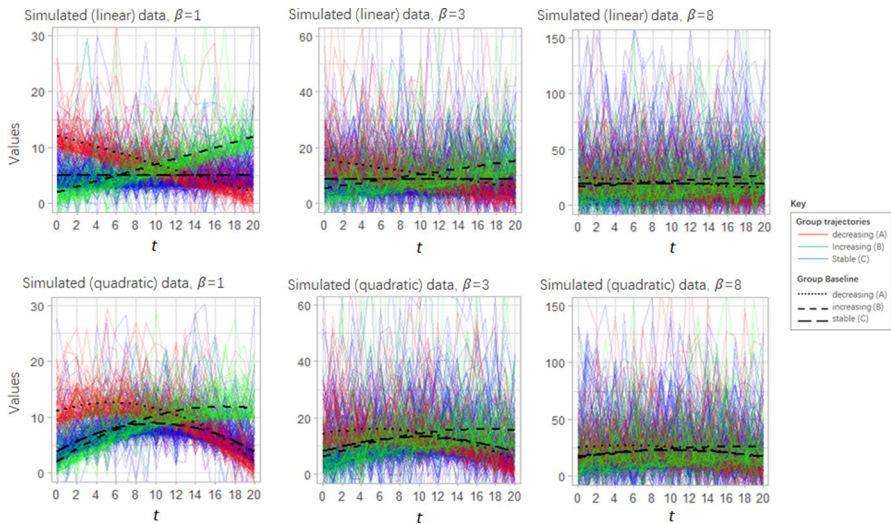 Simulated (linear) data, β=1
Simulated (linear) data, β=3
Simulated (linear) data, β=8
30
20
10
0
Values
0 2 4 6 8 10 12 14 16 18 20
t
60
40
20
0
0 2 4 6 8 10 12 14 16 18 20
t
150
100
50
0
0 2 4 6 8 10 12 14 16 18 20
t
Key
Group trajectories
decreasing (A)
Increasing (B)
Stable (C)
Group Baseline
decreasing (A)
increasing (B)
stable (C)
Simulated (quadratic) data, β=1
Simulated (quadratic) data, β=3
Simulated (quadratic) data, β=8
30
20
10
0
Values
0 2 4 6 8 10 12 14 16 18 20
t
60
40
20
0
0 2 4 6 8 10 12 14 16 18 20
t
150
100
50
0
0 2 4 6 8 10 12 14 16 18 20
t